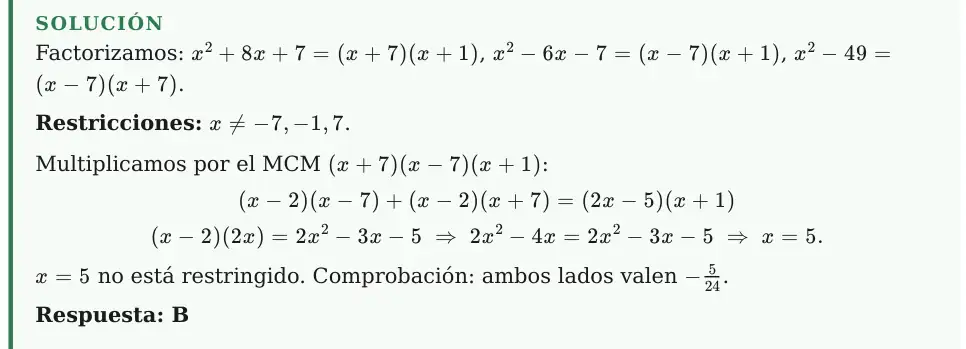 SOLUCIÓN
Factorizamos: x² + 8x + 7 = (x + 7)(x + 1), x² − 6x − 7 = (x − 7)(x + 1), x² − 49 =
(x − 7)(x + 7).
Restricciones: x ≠ −7, −1, 7.
Multiplicamos por el MCM (x + 7)(x − 7)(x + 1):
(x − 2)(x − 7) + (x − 2)(x + 7) = (2x − 5)(x + 1)
(x − 2)(2x) = 2x² − 3x − 5 ⇒ 2x² − 4x = 2x² − 3x − 5 ⇒ x = 5.
x = 5 no está restringido. Comprobación: ambos lados valen −5/24.
Respuesta: B